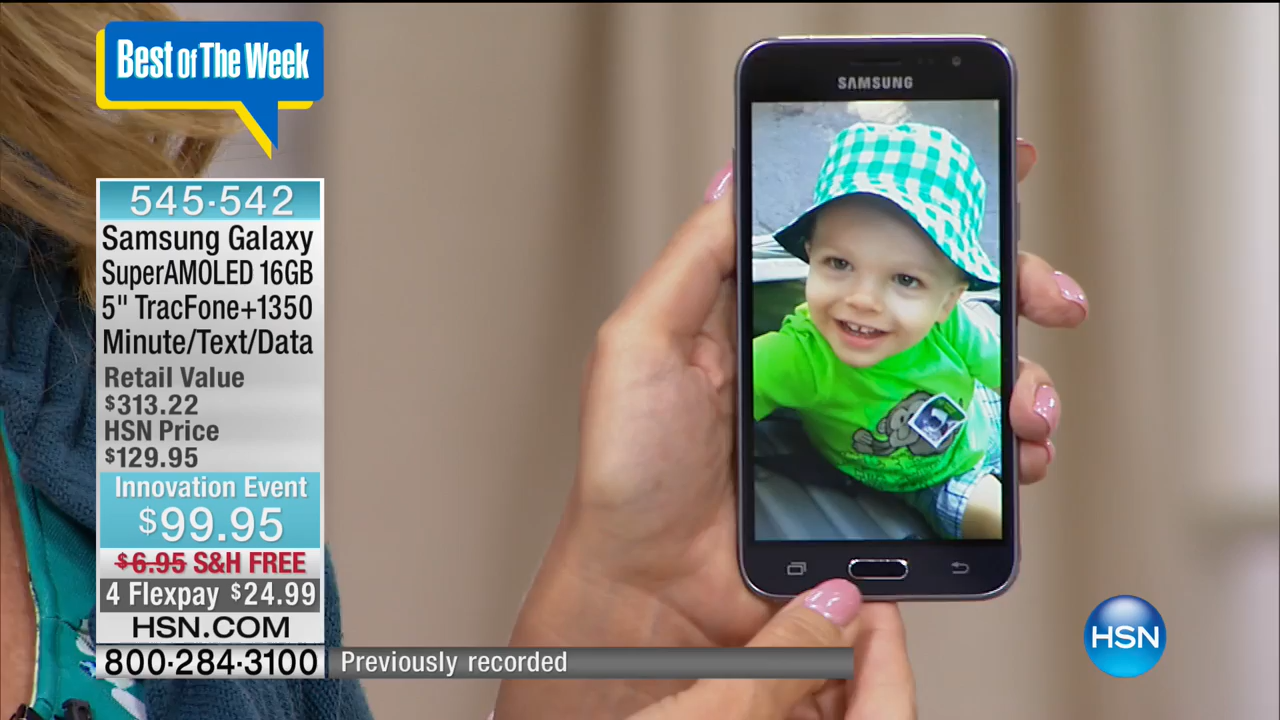 Best Of The Week
545-542
Samsung Galaxy
SuperAMOLED 16GB
5" TracFone+1350
Minute/Text/Data
Retail Value
$313.22
HSN Price
$129.95
Innovation Event
$99.95
$6.95 S&H FREE
4 Flexpay $24.99
HSN.COM
800-284-3100
Previously recorded
SAMSUNG
HSN